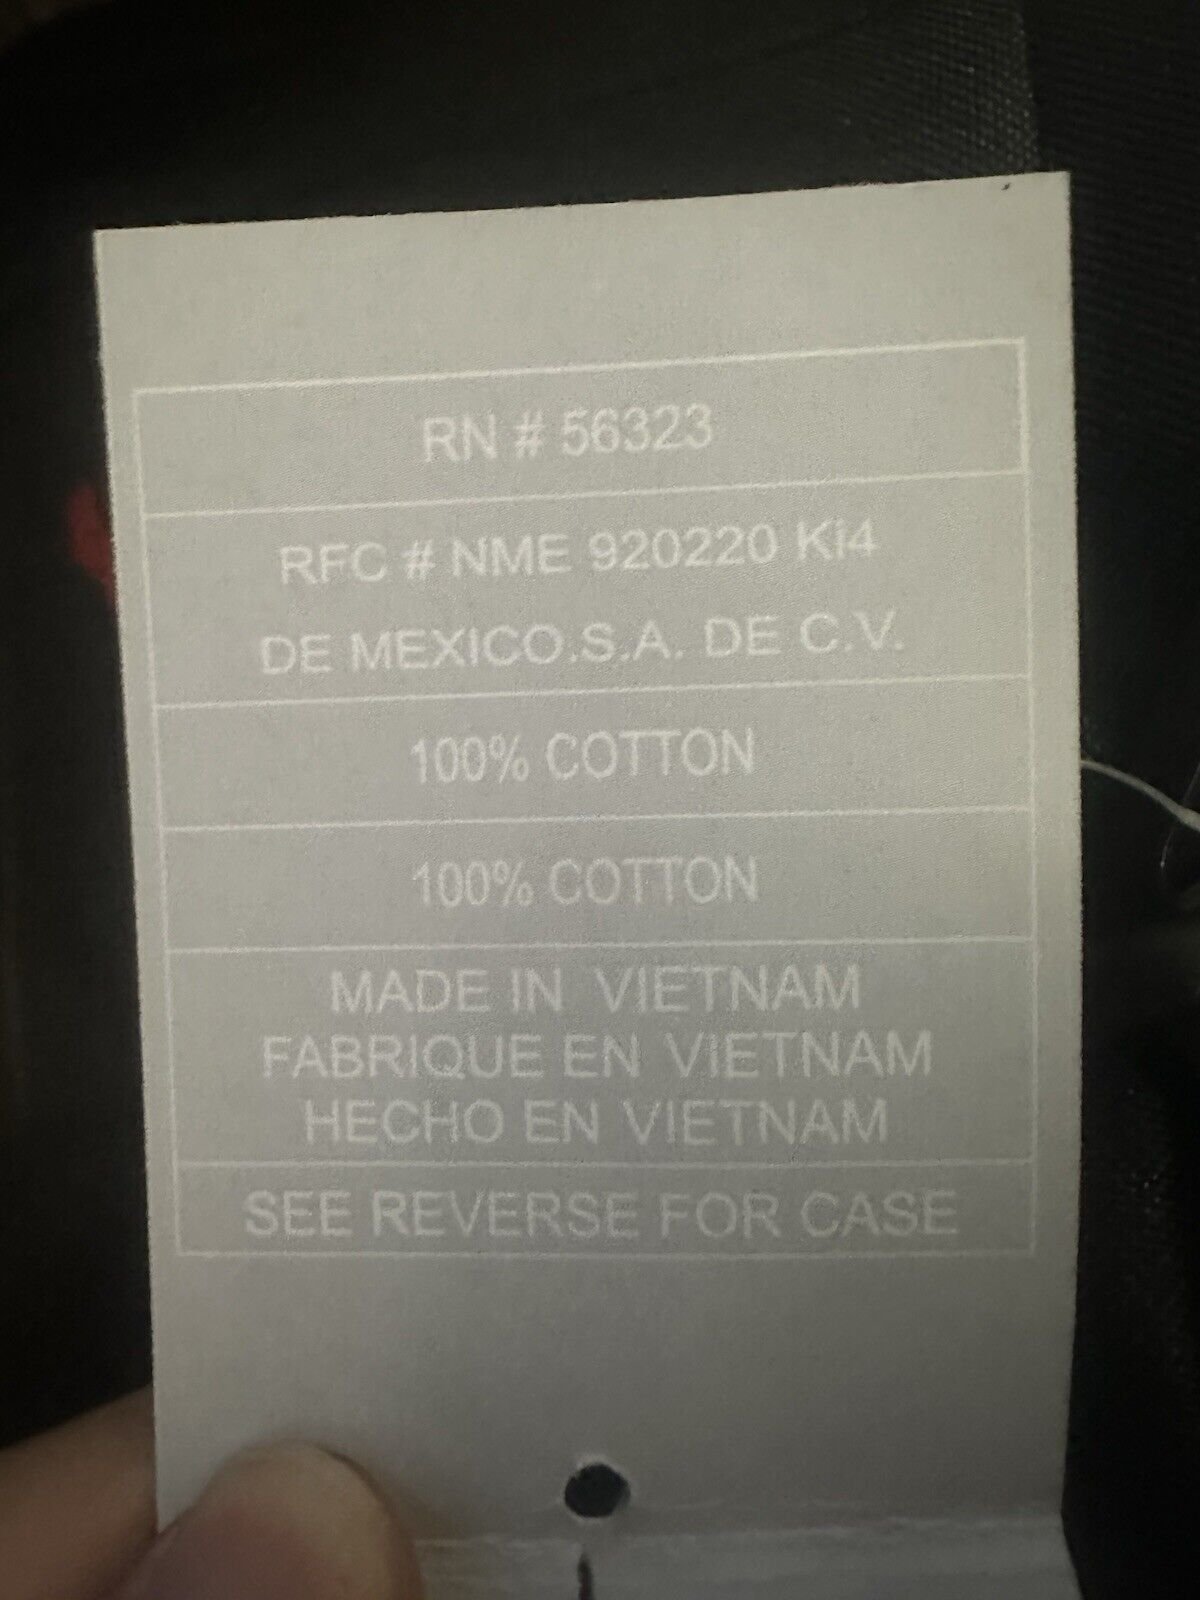 RN # 56323
RFC # NME 920220 Ki4
DE MEXICO.S.A. DE C.V.
100% COTTON
100% COTTON
MADE IN VIETNAM
FABRIQUE EN VIETNAM
HECHO EN VIETNAM
SEE REVERSE FOR CASE